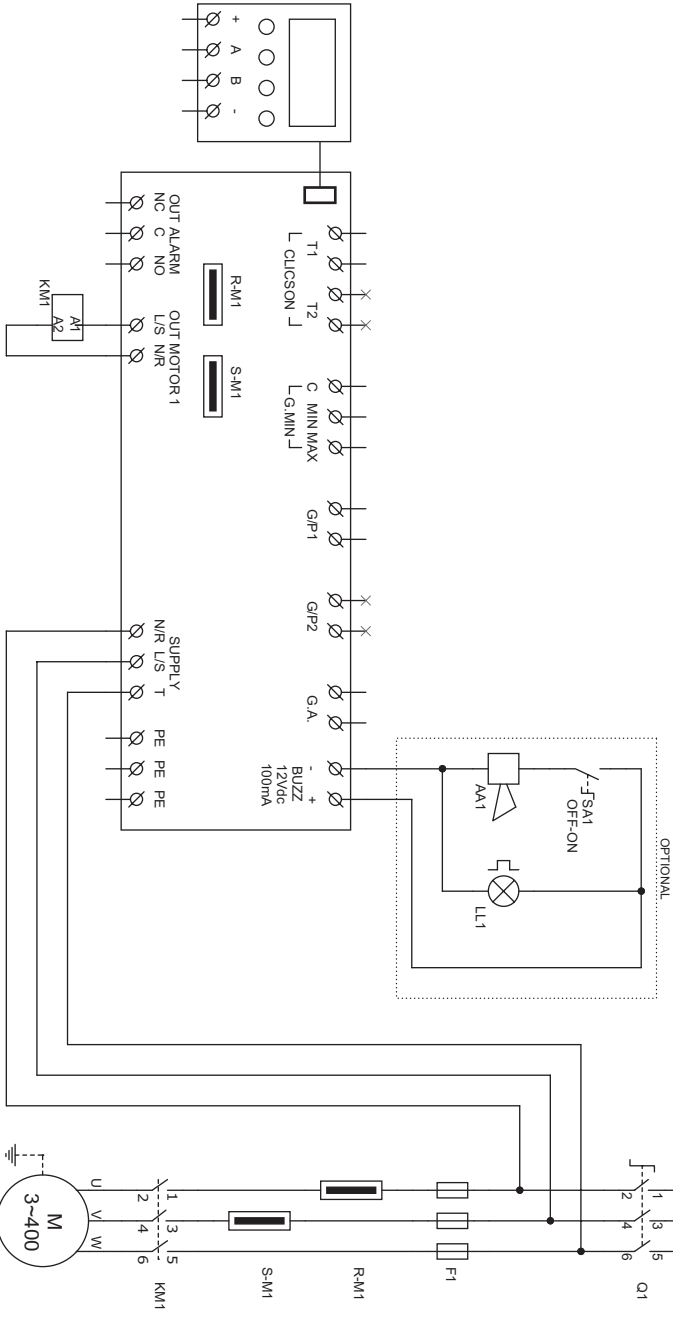 +
A
B
-
OUT ALARM
NC C NO
R-M1
S-M1
OUT MOTOR 1
L/S N/R
KM1
A1
A2
T1 T2
CLICSON
C MIN MAX
G.MIN
G/P1
G/P2
G.A.
- +
BUZZ
12Vdc
100mA
SUPPLY
N/R L/S T
PE PE PE
OPTIONAL
SA1
OFF-ON
AA1
LL1
Q1
1 3 5
2 4 6
F1
R-M1
S-M1
KM1
1 3 5
2 4 6
U V W
M
3~400